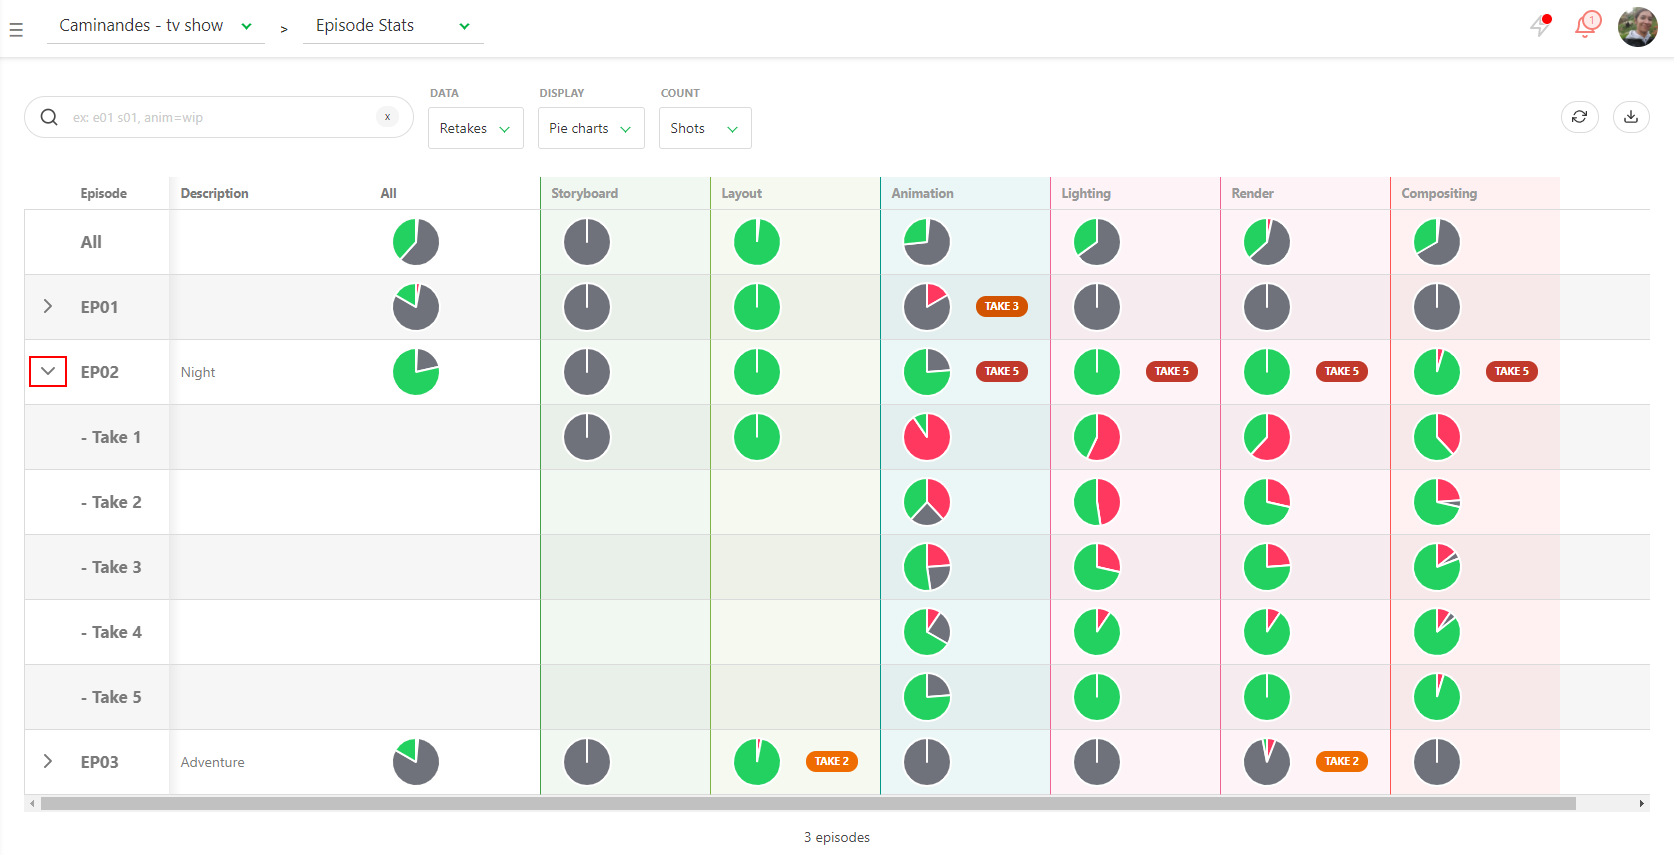 Caminandes - tv show > Episode Stats
1
DATA DISPLAY COUNT
ex: e01 s01, anim=wip x Retakes Pie charts Shots
Episode Description All Storyboard Layout Animation Lighting Render Compositing
All
EP01 TAKE 3
EP02 Night TAKE 5 TAKE 5 TAKE 5 TAKE 5
- Take 1
- Take 2
- Take 3
- Take 4
- Take 5
EP03 Adventure TAKE 2 TAKE 2
3 episodes